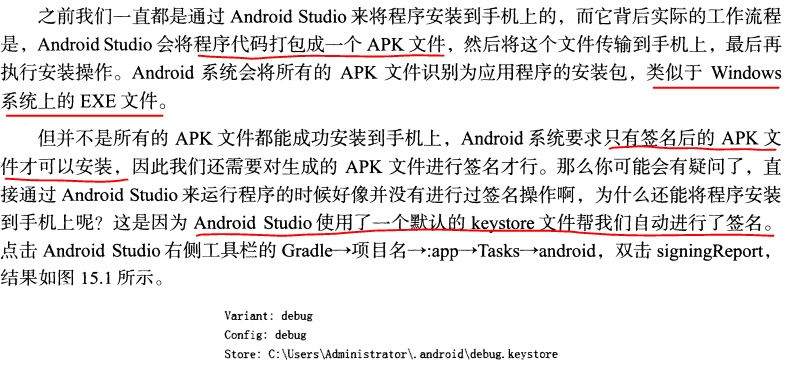 之前我们一直都是通过 Android Studio 来将程序安装到手机上的，而它背后实际的工作流程
是，Android Studio 会将程序代码打包成一个 APK 文件，然后将这个文件传输到手机上，最后再
执行安装操作。Android 系统会将所有的 APK 文件识别为应用程序的安装包，类似于 Windows
系统上的 EXE 文件。
但并不是所有的 APK 文件都能成功安装到手机上，Android 系统要求只有签名后的 APK 文
件才可以安装，因此我们还需要对生成的 APK 文件进行签名才行。那么你可能会有疑问了，直
接通过 Android Studio 来运行程序的时候好像并没有进行过签名操作啊，为什么还能将程序安装
到手机上呢？这是因为 Android Studio 使用了一个默认的 keystore 文件帮我们自动进行了签名。
点击 Android Studio 右侧工具栏的 Gradle→项目名→:app→Tasks→android，双击 signingReport，
结果如图 15.1 所示。
Variant: debug
Config: debug
Store: C:\Users\Administrator\.android\debug.keystore